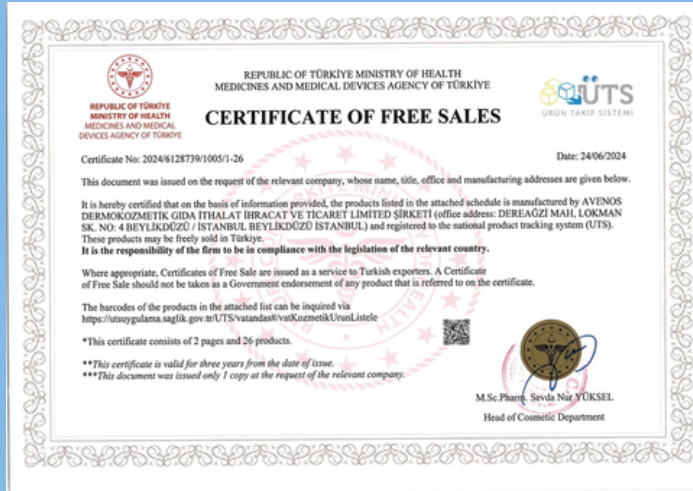 REPUBLIC OF TÜRKİYE MINISTRY OF HEALTH
MEDICINES AND MEDICAL DEVICES AGENCY OF TÜRKİYE
REPUBLIC OF TÜRKİYE
MINISTRY OF HEALTH
MEDICINES AND MEDICAL
DEVICES AGENCY OF TÜRKİYE
ÜTS
ÜRÜN TAKİP SİSTEMİ
CERTIFICATE OF FREE SALES
Certificate No: 2024/6128739/1005/1-26
Date: 24/06/2024
This document was issued on the request of the relevant company, whose name, title, office and manufacturing addresses are given below.
It is hereby certified that on the basis of information provided, the products listed in the attached schedule is manufactured by AVENOS
DERMOKOZMETİK GIDA İTHALAT İHRACAT VE TİCARET LİMİTED ŞİRKETİ (office address: DEREAĞZI MAH, LOKMAN
SK. NO: 4 BEYLİKDÜZÜ / İSTANBUL BEYLİKDÜZÜ İSTANBUL) and registered to the national product tracking system (UTS).
These products may be freely sold in Türkiye.
It is the responsibility of the firm to be in compliance with the legislation of the relevant country.
Where appropriate, Certificates of Free Sale are issued as a service to Turkish exporters. A Certificate
of Free Sale should not be taken as a Government endorsement of any product that is referred to on the certificate.
The barcodes of the products in the attached list can be inquired via
https://utsuygulama.saglik.gov.tr/UTS/vatandas#/vatKozmetikUrunListele
*This certificate consists of 2 pages and 26 products.
**This certificate is valid for three years from the date of issue.
***This document was issued only 1 copy at the request of the relevant company.
M.Sc.Pharm. Sevda Nur YÜKSEL
Head of Cosmetic Department